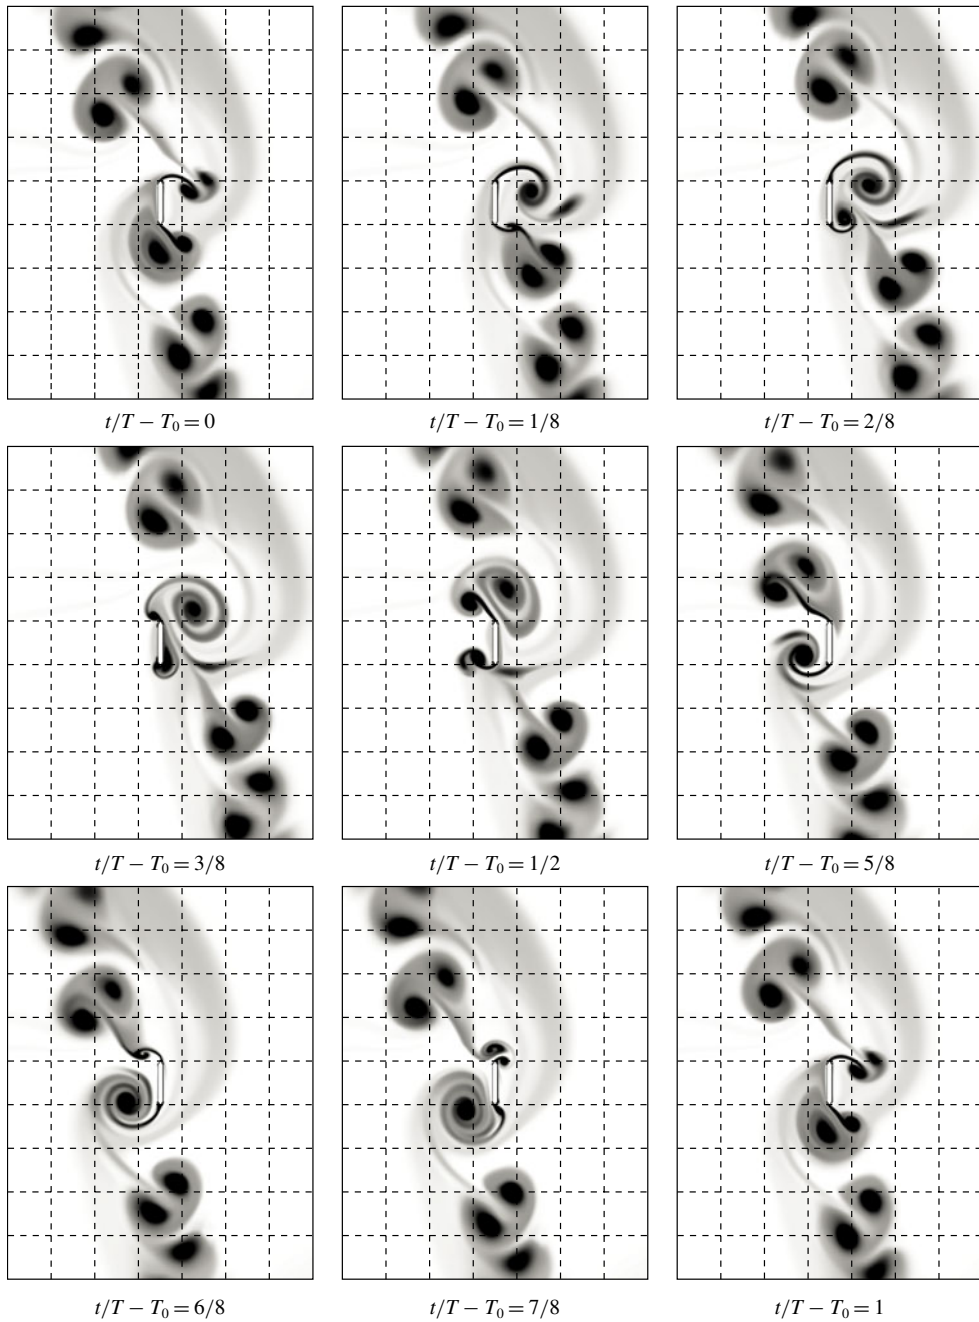 t/T − T₀ = 0 t/T − T₀ = 1/8 t/T − T₀ = 2/8
t/T − T₀ = 3/8 t/T − T₀ = 1/2 t/T − T₀ = 5/8
t/T − T₀ = 6/8 t/T − T₀ = 7/8 t/T − T₀ = 1